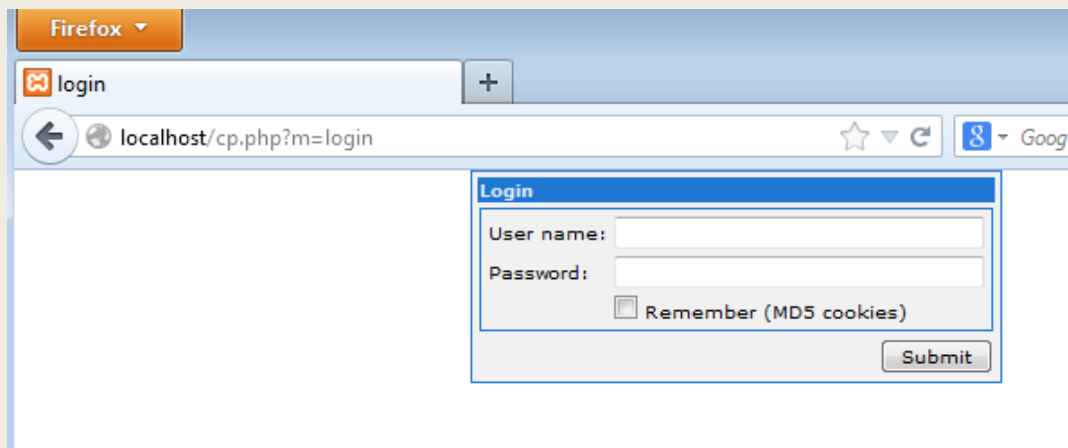 Firefox
login
localhost/cp.php?m=login
Goog
Login
User name:
Password:
Remember (MD5 cookies)
Submit